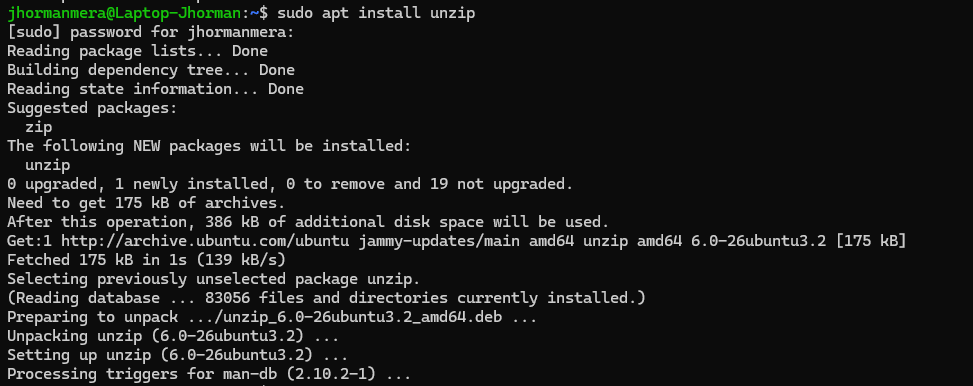 jhormanmera@Laptop-Jhorman:~$ sudo apt install unzip
[sudo] password for jhormanmera:
Reading package lists... Done
Building dependency tree... Done
Reading state information... Done
Suggested packages:
  zip
The following NEW packages will be installed:
  unzip
0 upgraded, 1 newly installed, 0 to remove and 19 not upgraded.
Need to get 175 kB of archives.
After this operation, 386 kB of additional disk space will be used.
Get:1 http://archive.ubuntu.com/ubuntu jammy-updates/main amd64 unzip amd64 6.0-26ubuntu3.2 [175 kB]
Fetched 175 kB in 1s (139 kB/s)
Selecting previously unselected package unzip.
(Reading database ... 83056 files and directories currently installed.)
Preparing to unpack .../unzip_6.0-26ubuntu3.2_amd64.deb ...
Unpacking unzip (6.0-26ubuntu3.2) ...
Setting up unzip (6.0-26ubuntu3.2) ...
Processing triggers for man-db (2.10.2-1) ...